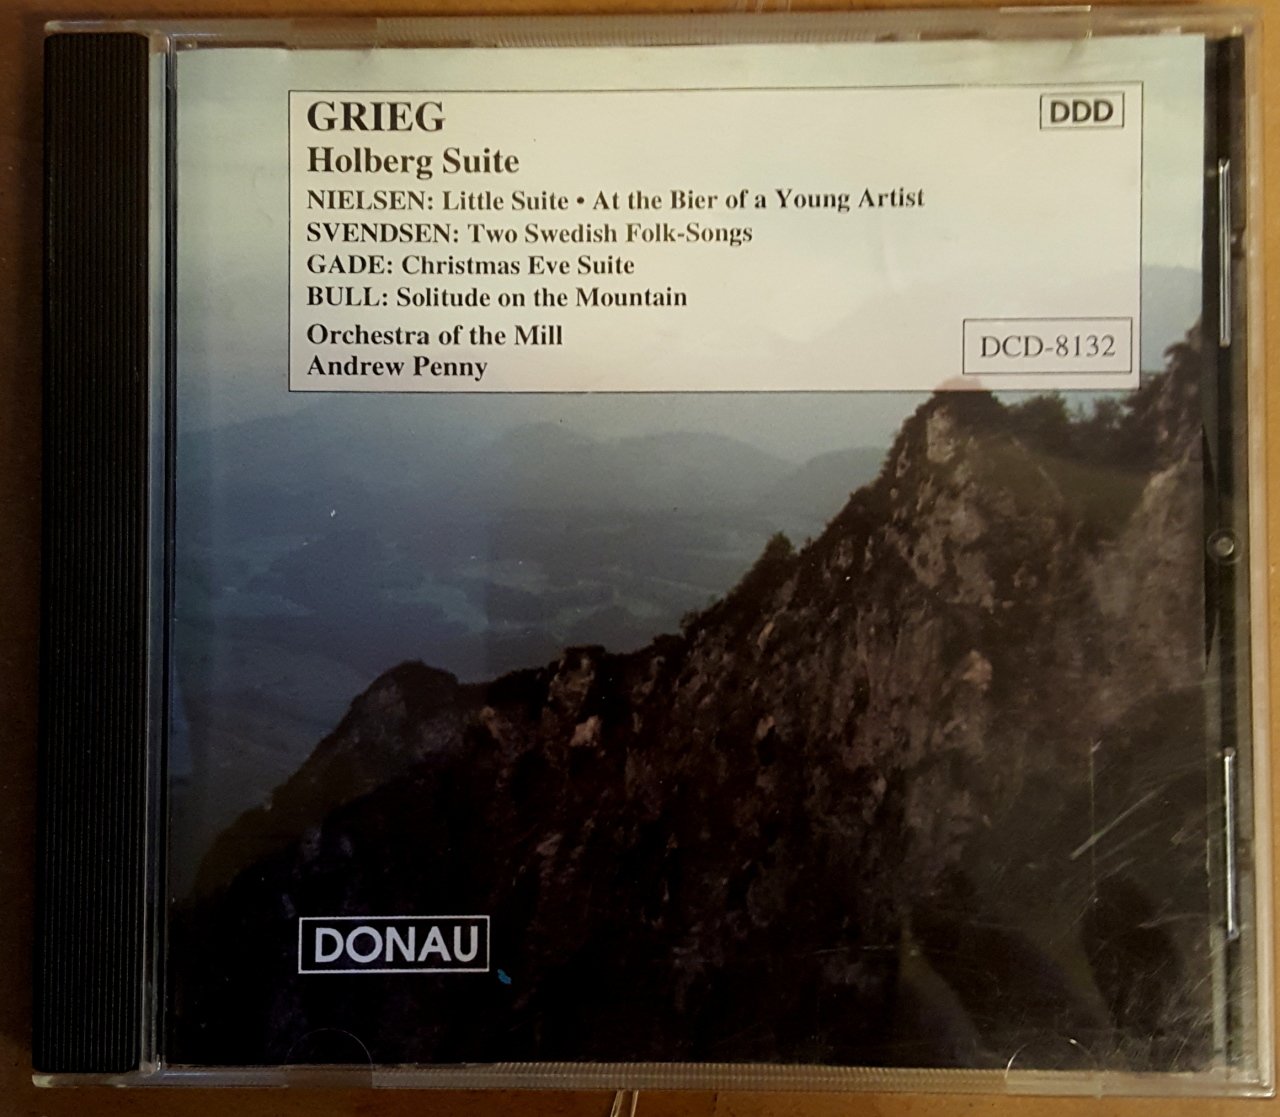 GRIEG
DDD
Holberg Suite
NIELSEN: Little Suite • At the Bier of a Young Artist
SVENDSEN: Two Swedish Folk-Songs
GADE: Christmas Eve Suite
BULL: Solitude on the Mountain
Orchestra of the Mill
DCD-8132
Andrew Penny
DONAU